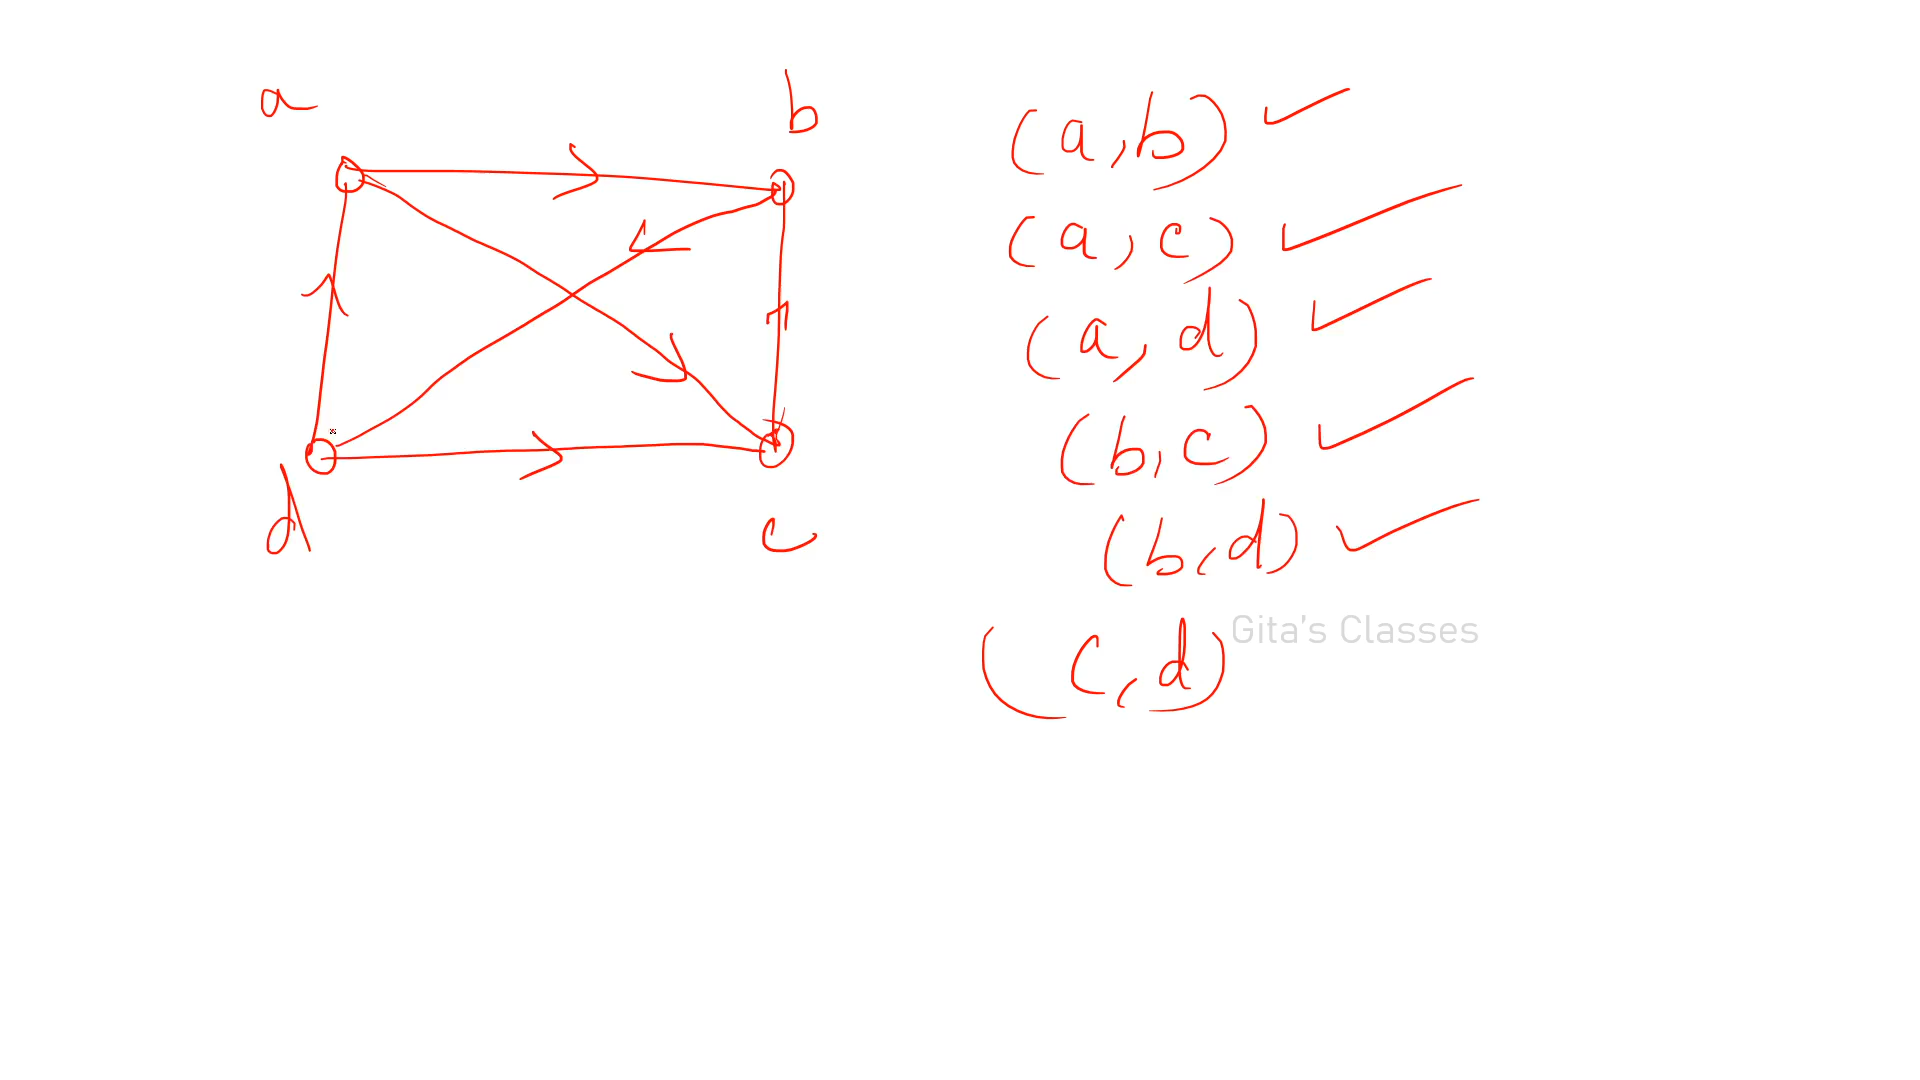 a
b
d
c
(a,b) ✓
(a,c) ✓
(a,d) ✓
(b,c) ✓
(b,d) ✓
(c,d)
Gita's Classes